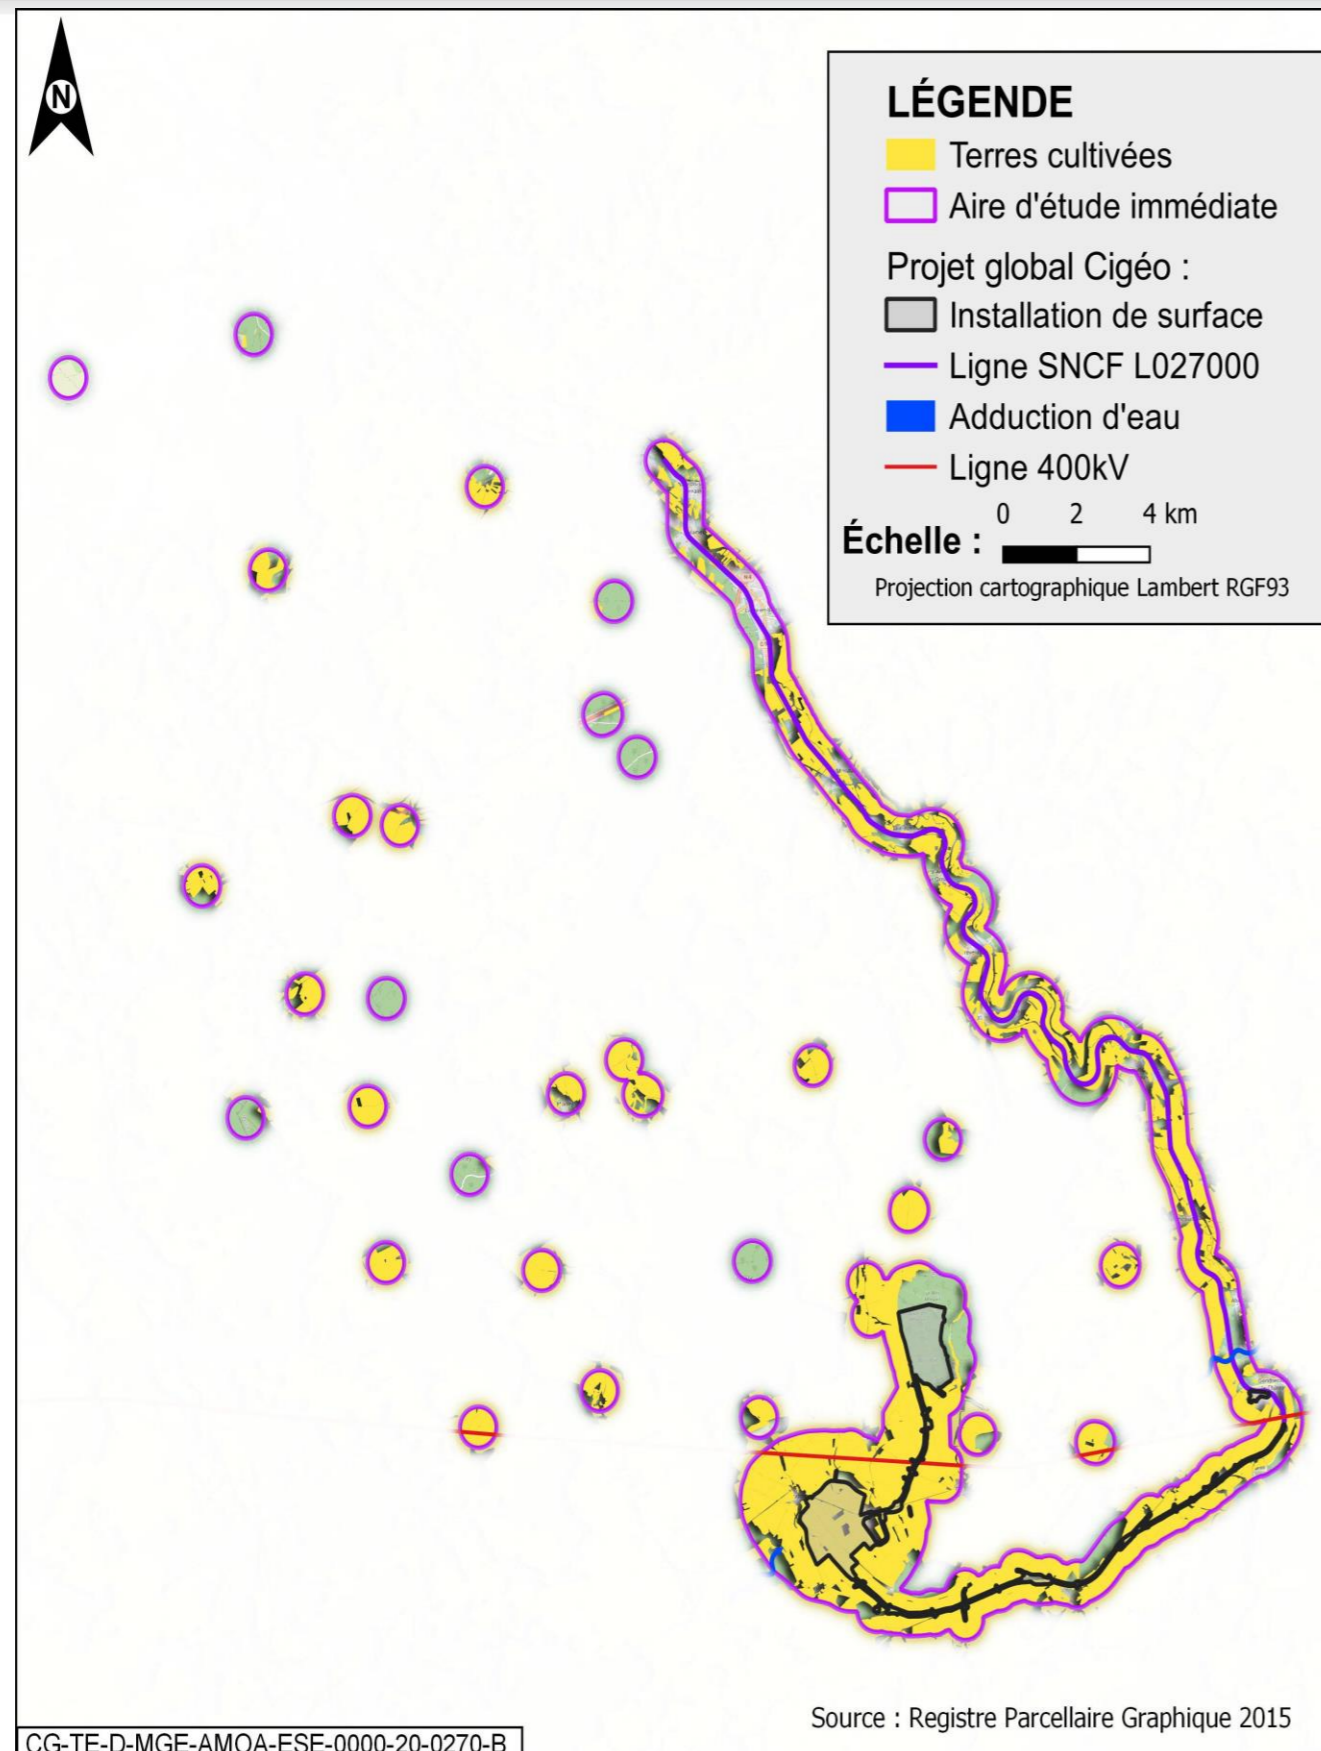 N
LÉGENDE
Terres cultivées
Aire d'étude immédiate
Projet global Cigéo :
Installation de surface
Ligne SNCF L027000
Adduction d'eau
Ligne 400kV
0 2 4 km
Échelle :
Projection cartographique Lambert RGF93
Source : Registre Parcellaire Graphique 2015
CG-TE-D-MGE-AMOA-ESE-0000-20-0270-B